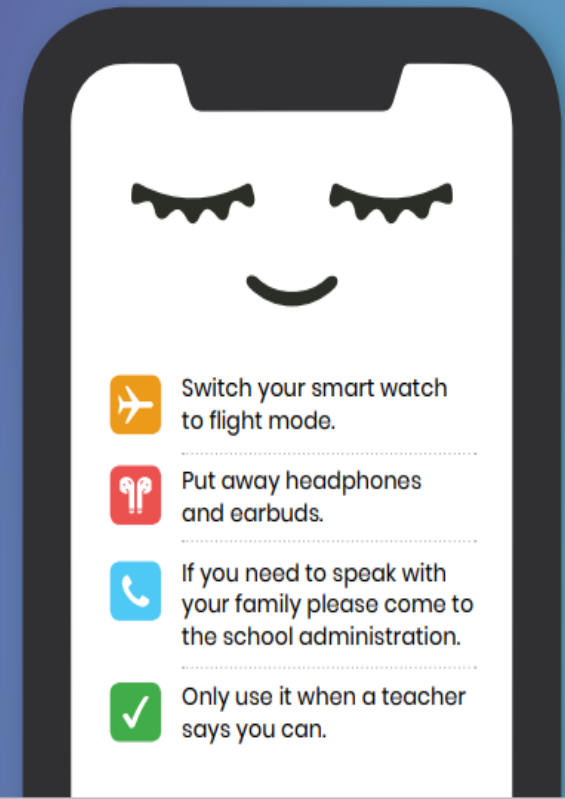 Switch your smart watch
to flight mode.
Put away headphones
and earbuds.
If you need to speak with
your family please come to
the school administration.
Only use it when a teacher
says you can.